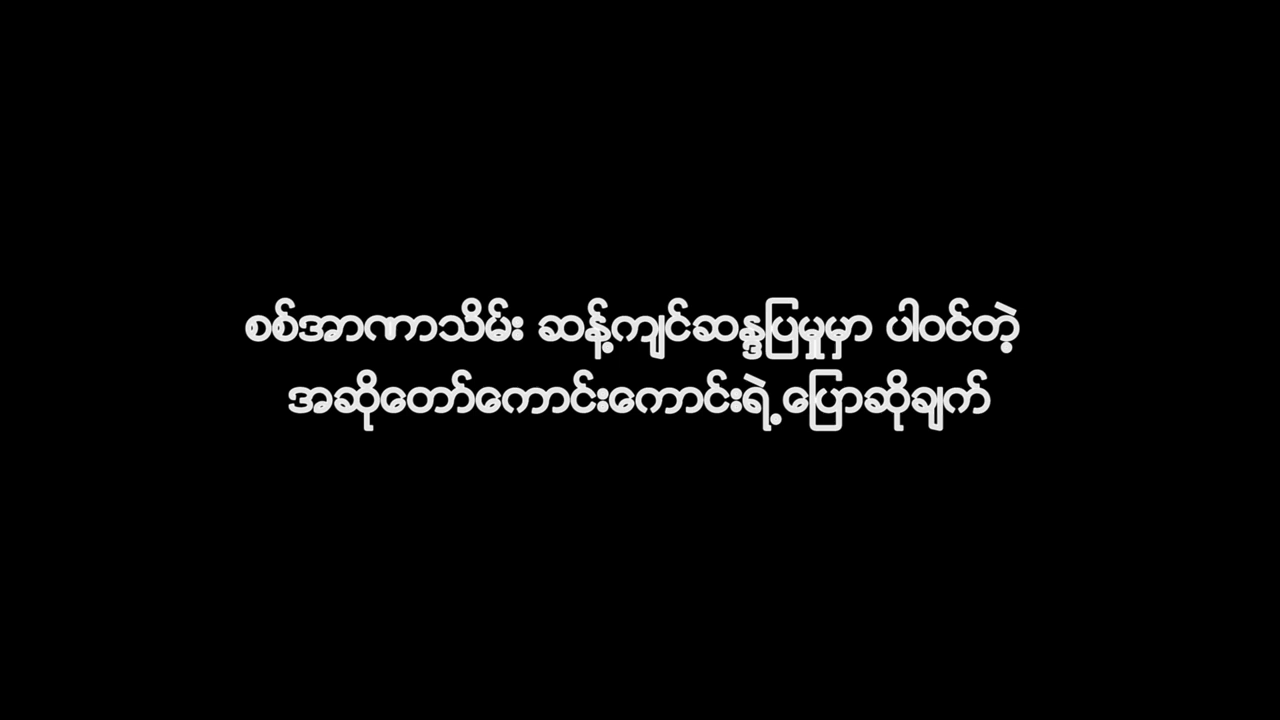 စစ်အာဏာသိမ်း ဆန့်ကျင်ဆန္ဒပြမှုမှာ ပါဝင်တဲ့
အဆိုတော်ကောင်းကောင်းရဲ့ ပြောဆိုချက်